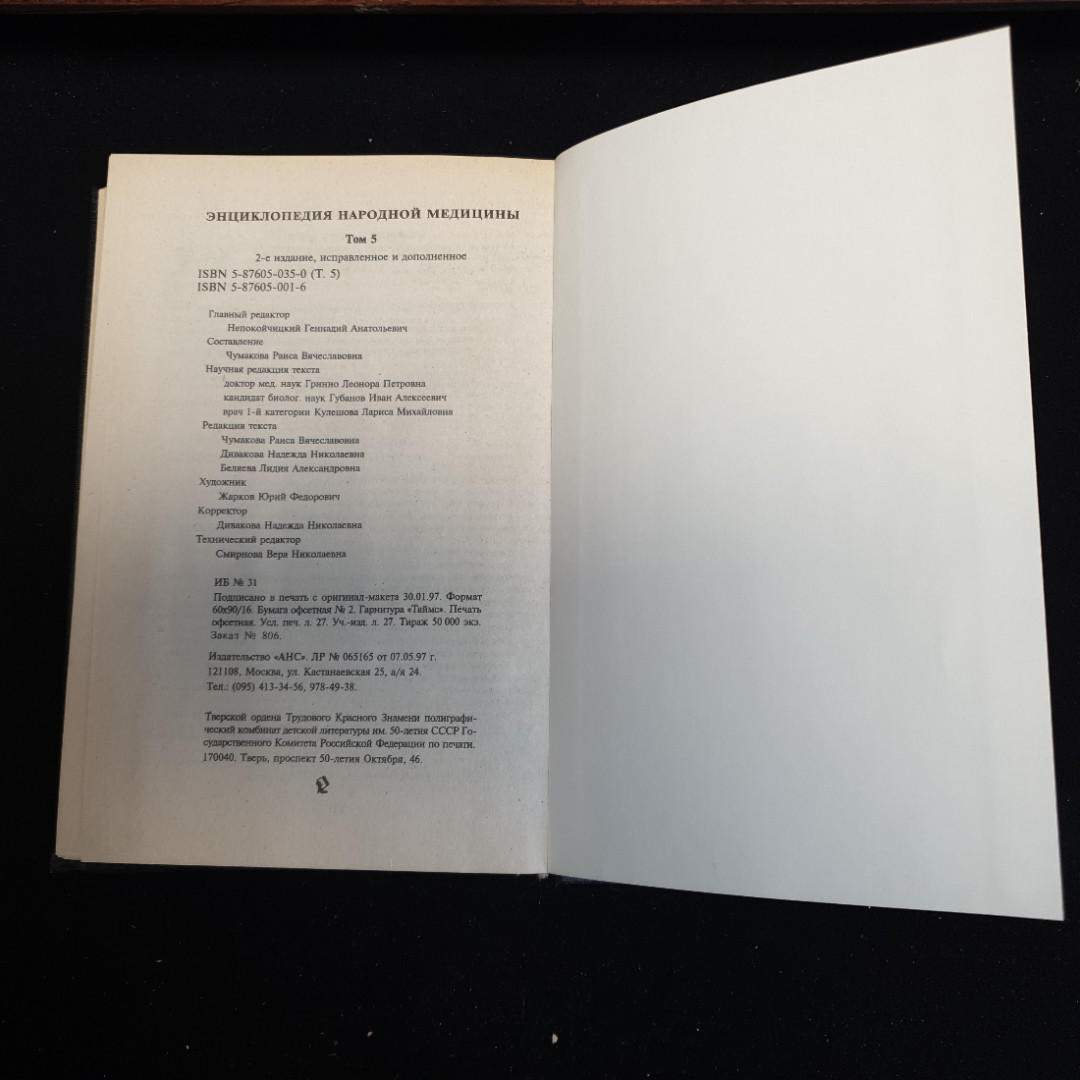 ЭНЦИКЛОПЕДИЯ НАРОДНОЙ МЕДИЦИНЫ
Том 5
2-е издание, исправленное и дополненное
ISBN 5-87605-035-0 (Т. 5)
ISBN 5-87605-001-6
Главный редактор
Непокойчицкий Геннадий Анатольевич
Составление
Чумакова Раиса Вячеславовна
Научная редакция текста
доктор мед. наук Гринно Леонора Петровна
кандидат биолог. наук Губанов Иван Алексеевич
врач 1-й категории Кулешова Лариса Михайловна
Редакция текста
Чумакова Раиса Вячеславовна
Дивакова Надежда Николаевна
Беляева Лидия Александровна
Художник
Жарков Юрий Федорович
Корректор
Дивакова Надежда Николаевна
Технический редактор
Смирнова Вера Николаевна
ИБ № 31
Подписано в печать с оригинал-макета 30.01.97. Формат
60х90/16. Бумага офсетная № 2. Гарнитура «Таймс». Печать
офсетная. Усл. печ. л. 27. Уч.-изд. л. 27. Тираж 50 000 экз.
Заказ № 806.
Издательство «АНС». ЛР № 065165 от 07.05.97 г.
121108, Москва, ул. Кастанаевская 25, а/я 24.
Тел.: (095) 413-34-56, 978-49-38.
Тверской ордена Трудового Красного Знамени полиграфи-
ческий комбинат детской литературы им. 50-летия СССР Го-
сударственного Комитета Российской Федерации по печати.
170040. Тверь, проспект 50-летия Октября, 46.